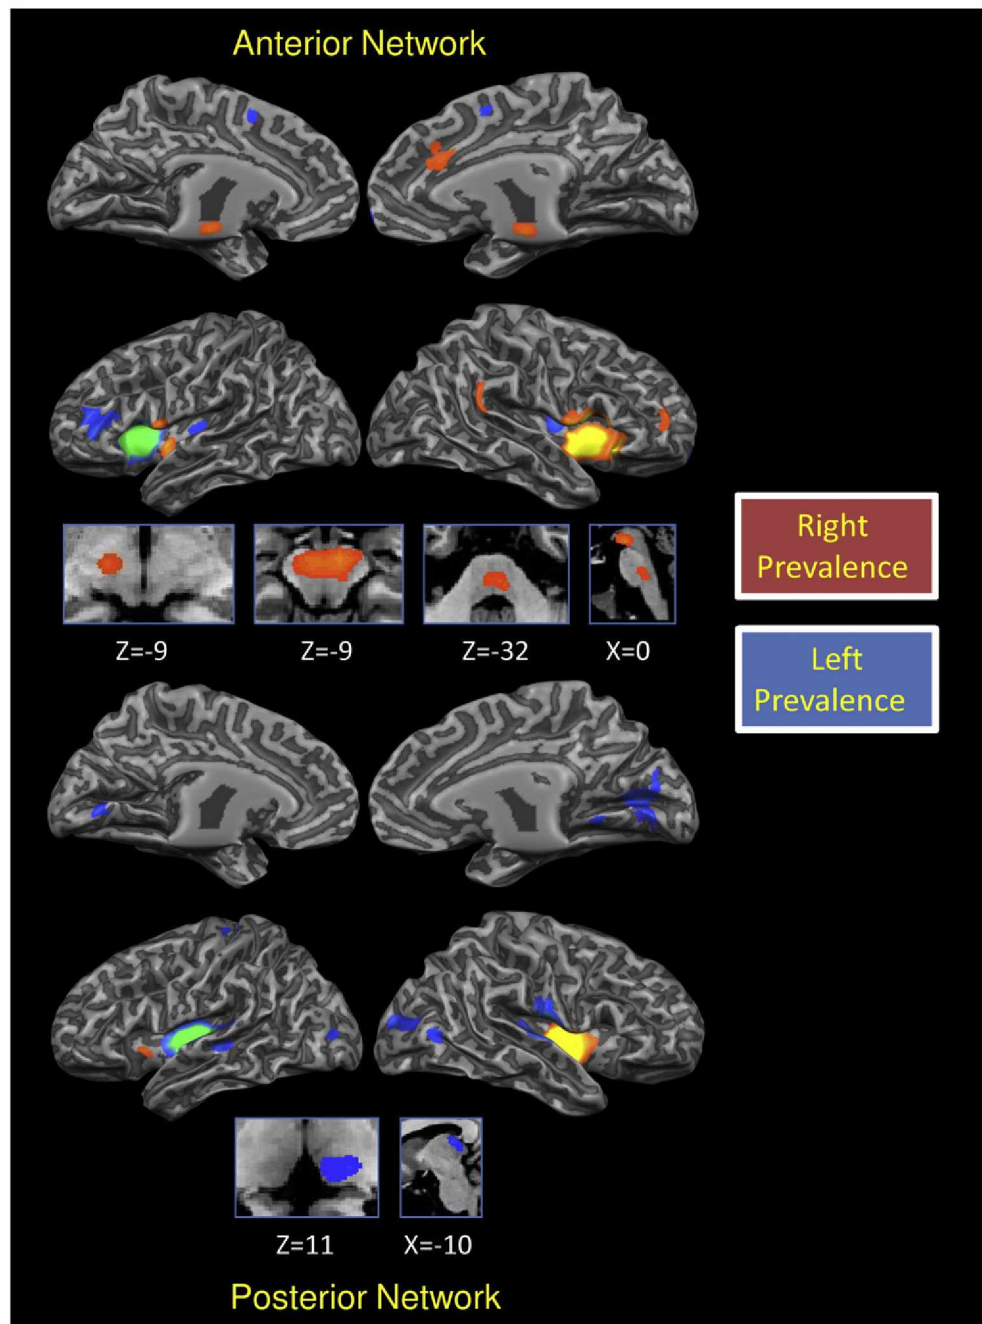 Anterior Network
Right
Prevalence
Left
Prevalence
Z=-9
Z=-9
Z=-32
X=0
Z=11
X=-10
Posterior Network